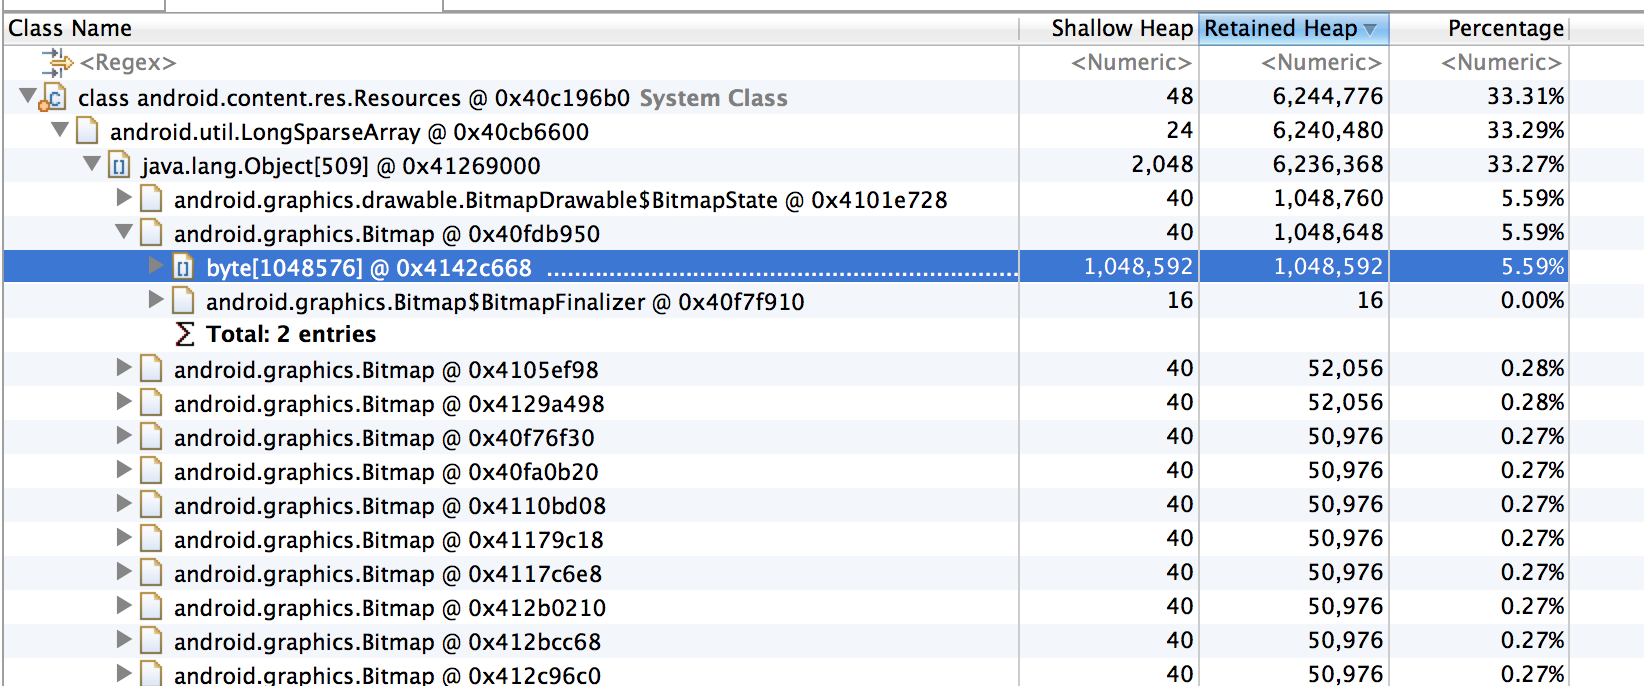 Class Name Shallow Heap Retained Heap Percentage
<Regex> <Numeric> <Numeric> <Numeric>
class android.content.res.Resources @ 0x40c196b0 System Class 48 6,244,776 33.31%
android.util.LongSparseArray @ 0x40cb6600 24 6,240,480 33.29%
java.lang.Object[509] @ 0x41269000 2,048 6,236,368 33.27%
android.graphics.drawable.BitmapDrawable$BitmapState @ 0x4101e728 40 1,048,760 5.59%
android.graphics.Bitmap @ 0x40fdb950 40 1,048,648 5.59%
byte[1048576] @ 0x4142c668 ........................................................................ 1,048,592 1,048,592 5.59%
android.graphics.Bitmap$BitmapFinalizer @ 0x40f7f910 16 16 0.00%
Total: 2 entries
android.graphics.Bitmap @ 0x4105ef98 40 52,056 0.28%
android.graphics.Bitmap @ 0x4129a498 40 52,056 0.28%
android.graphics.Bitmap @ 0x40f76f30 40 50,976 0.27%
android.graphics.Bitmap @ 0x40fa0b20 40 50,976 0.27%
android.graphics.Bitmap @ 0x4110bd08 40 50,976 0.27%
android.graphics.Bitmap @ 0x41179c18 40 50,976 0.27%
android.graphics.Bitmap @ 0x4117c6e8 40 50,976 0.27%
android.graphics.Bitmap @ 0x412b0210 40 50,976 0.27%
android.graphics.Bitmap @ 0x412bcc68 40 50,976 0.27%
android.graphics.Bitmap @ 0x412c96c0 40 50,976 0.27%